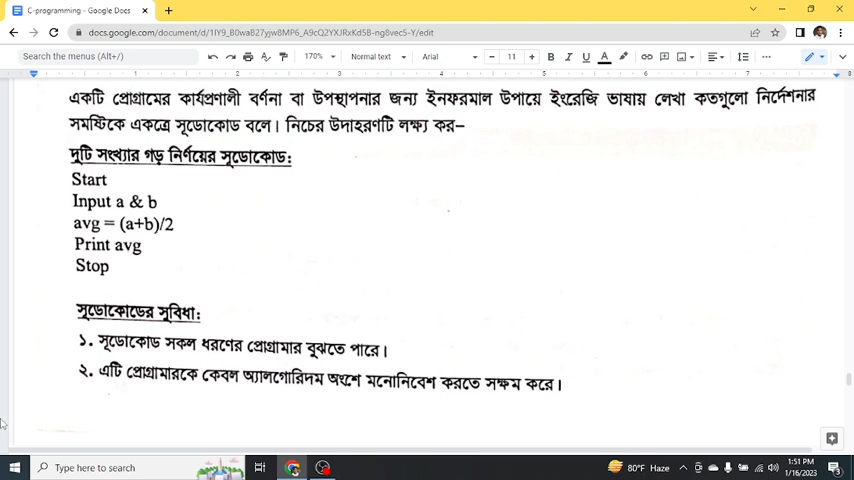 C-programming - Google Docs
docs.google.com/document/d/1IY9_B0waB27yjw8MP6_A9cQ2YXJRxKd5B-ng8vecS-Y/edit
Search the menus (Alt+/)
170%
Normal text
Arial
11
একটি প্রোগ্রামের কার্যপ্রণালী বর্ণনা বা উপস্থাপনার জন্য ইনফরমাল উপায়ে ইংরেজি ভাষায় লেখা কতগুলো নির্দেশনার
সমষ্টিকে একত্রে সূডোকোড বলে। নিচের উদাহরণটি লক্ষ্য কর–
দুটি সংখ্যার গড় নির্ণয়ের সূডোকোড:
Start
Input a & b
avg = (a+b)/2
Print avg
Stop
সূডোকোডের সুবিধা:
১. সূডোকোড সকল ধরণের প্রোগ্রামার বুঝতে পারে।
২. এটি প্রোগ্রামারকে কেবল অ্যালগোরিদম অংশে মনোনিবেশ করতে সক্ষম করে।
Type here to search
80°F Haze
1:51 PM
1/16/2023